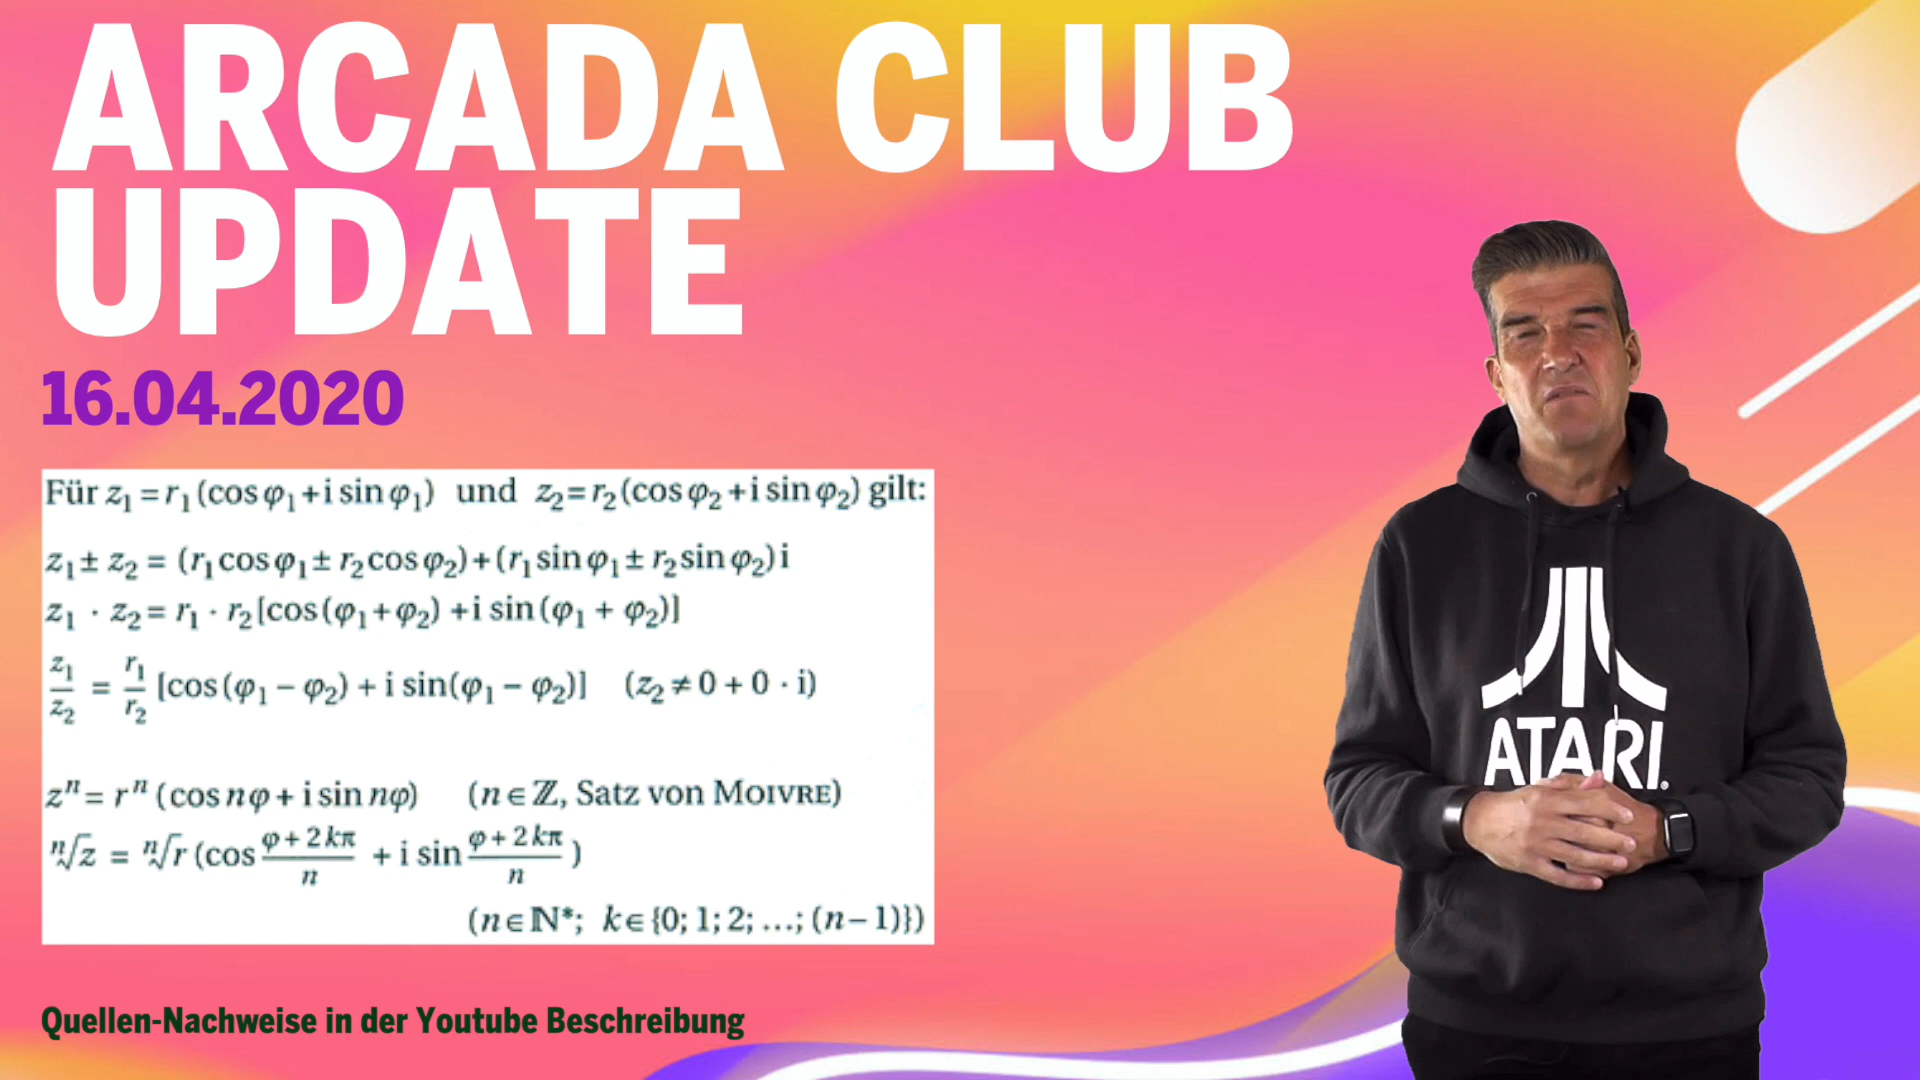 ARCADA CLUB
UPDATE
16.04.2020
Für z₁ = r₁(cos φ₁ + i sin φ₁) und z₂ = r₂(cos φ₂ + i sin φ₂) gilt:
z₁ ± z₂ = (r₁ cos φ₁ ± r₂ cos φ₂) + (r₁ sin φ₁ ± r₂ sin φ₂) i
z₁ · z₂ = r₁ · r₂ [cos (φ₁ + φ₂) + i sin (φ₁ + φ₂)]
z₁/z₂ = r₁/r₂ [cos (φ₁ − φ₂) + i sin(φ₁ − φ₂)] (z₂ ≠ 0 + 0 · i)
zⁿ = rⁿ (cos nφ + i sin nφ) (n ∈ ℤ, Satz von MOIVRE)
ⁿ√z = ⁿ√r (cos (φ + 2kπ)/n + i sin (φ + 2kπ)/n )
(n ∈ ℕ*; k ∈ {0; 1; 2; …; (n − 1)})
ATARI®
Quellen-Nachweise in der Youtube Beschreibung